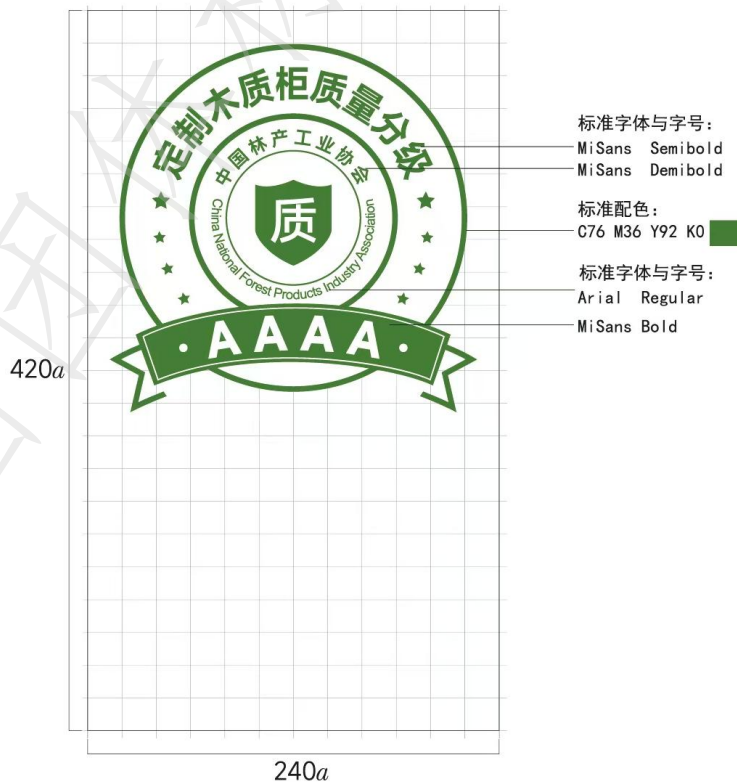 定制木质柜质量分级
中国林产工业协会
质
China National Forest Products Industry Association
· AAAA ·
标准字体与字号：
MiSans Semibold
MiSans Demibold
标准配色：
C76 M36 Y92 K0
标准字体与字号：
Arial Regular
MiSans Bold
420a
240a